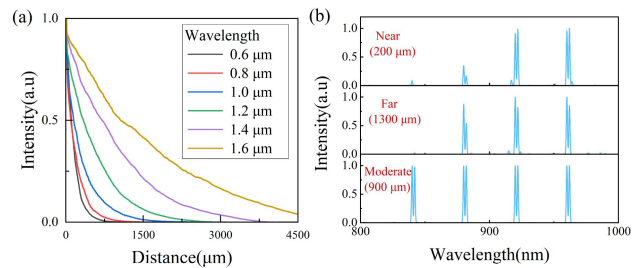 (a)
Intensity(a.u)
1.0
0.5
0.0
Wavelength
0.6 μm
0.8 μm
1.0 μm
1.2 μm
1.4 μm
1.6 μm
0 1500 3000 4500
Distance(μm)
(b)
Intensity(a.u)
1.0
0.5
0.0
Near
(200 μm)
1.0
0.5
0.0
Far
(1300 μm)
1.0
0.5
0.0
Moderate
(900 μm)
800 900 1000
Wavelength(nm)